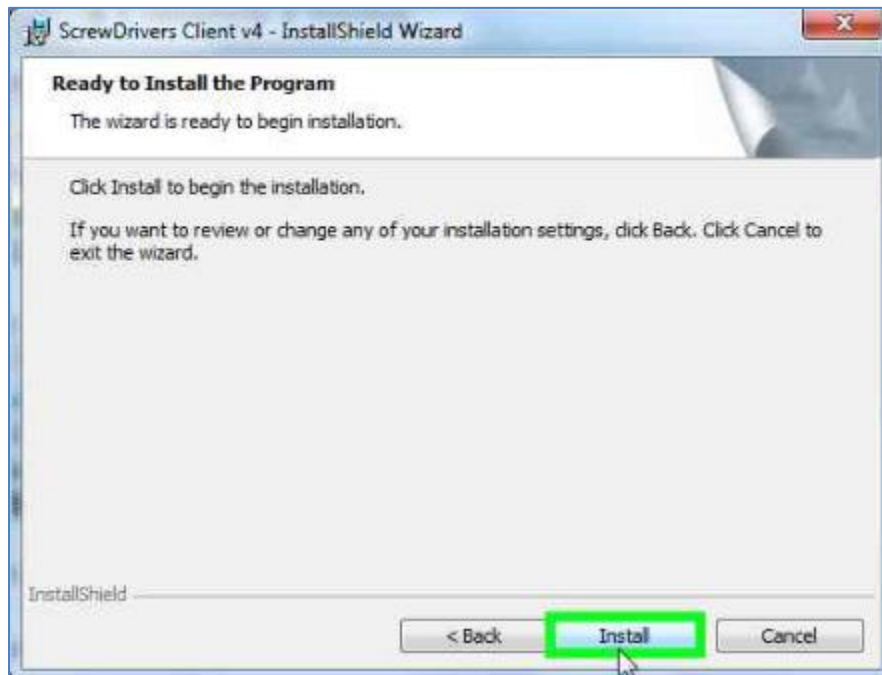 ScrewDrivers Client v4 - InstallShield Wizard
Ready to Install the Program
The wizard is ready to begin installation.
Click Install to begin the installation.
If you want to review or change any of your installation settings, click Back. Click Cancel to
exit the wizard.
InstallShield
< Back Install Cancel